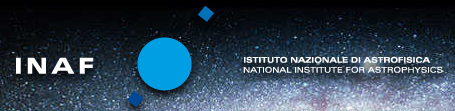 INAF
ISTITUTO NAZIONALE DI ASTROFISICA
NATIONAL INSTITUTE FOR ASTROPHYSICS